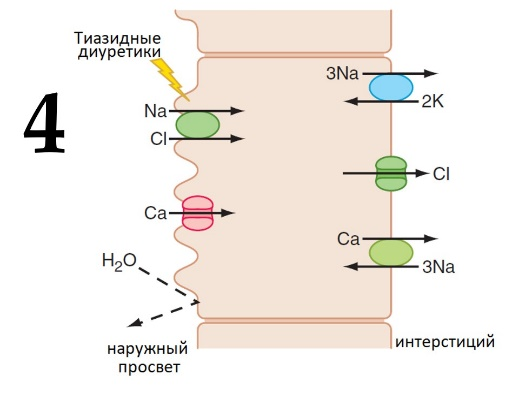 Тиазидные
диуретики
4
3Na
2K
Na
Cl
Cl
Ca
Ca
3Na
H₂O
наружный
просвет
интерстиций